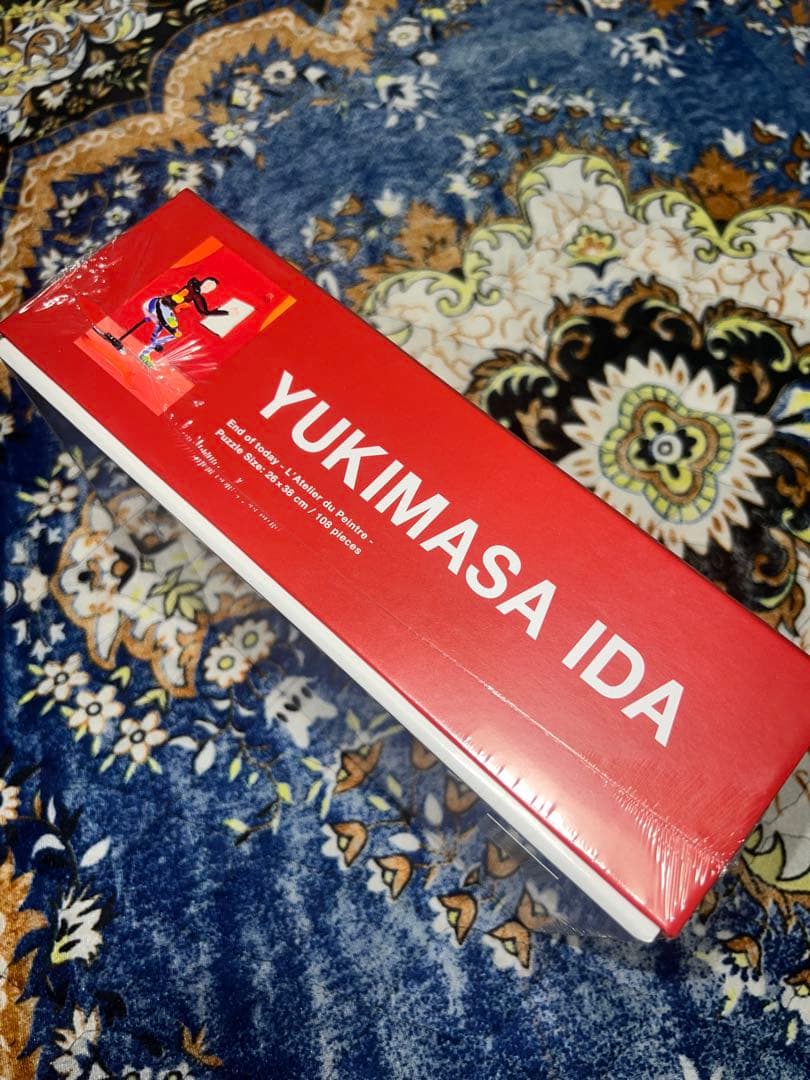 YUKIMASA IDA
End of today - L'Atelier du Peintre -
Puzzle Size: 26 x 38 cm / 108 pieces